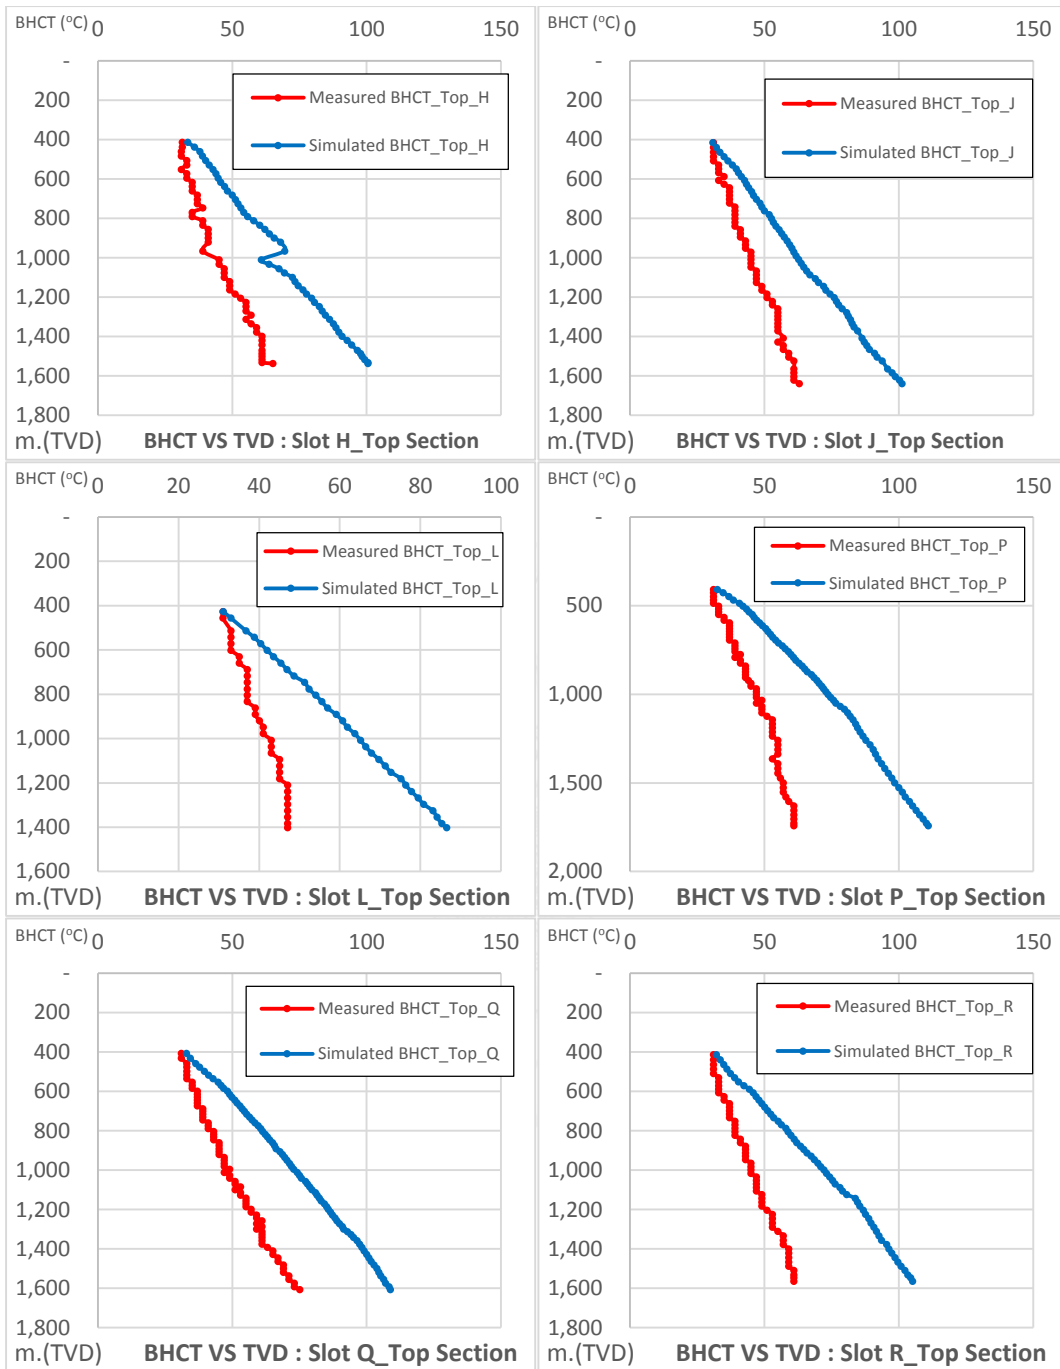 BHCT (°C) 0 50 100 150
-
200
400
600
800
1,000
1,200
1,400
1,600
1,800
Measured BHCT_Top_H
Simulated BHCT_Top_H
m.(TVD) BHCT VS TVD : Slot H_Top Section
BHCT (°C) 0 50 100 150
-
200
400
600
800
1,000
1,200
1,400
1,600
1,800
Measured BHCT_Top_J
Simulated BHCT_Top_J
m.(TVD) BHCT VS TVD : Slot J_Top Section
BHCT (°C) 0 20 40 60 80 100
-
200
400
600
800
1,000
1,200
1,400
1,600
Measured BHCT_Top_L
Simulated BHCT_Top_L
m.(TVD) BHCT VS TVD : Slot L_Top Section
BHCT (°C) 0 50 100 150
-
500
1,000
1,500
2,000
Measured BHCT_Top_P
Simulated BHCT_Top_P
m.(TVD) BHCT VS TVD : Slot P_Top Section
BHCT (°C) 0 50 100 150
-
200
400
600
800
1,000
1,200
1,400
1,600
1,800
Measured BHCT_Top_Q
Simulated BHCT_Top_Q
m.(TVD) BHCT VS TVD : Slot Q_Top Section
BHCT (°C) 0 50 100 150
-
200
400
600
800
1,000
1,200
1,400
1,600
1,800
Measured BHCT_Top_R
Simulated BHCT_Top_R
m.(TVD) BHCT VS TVD : Slot R_Top Section